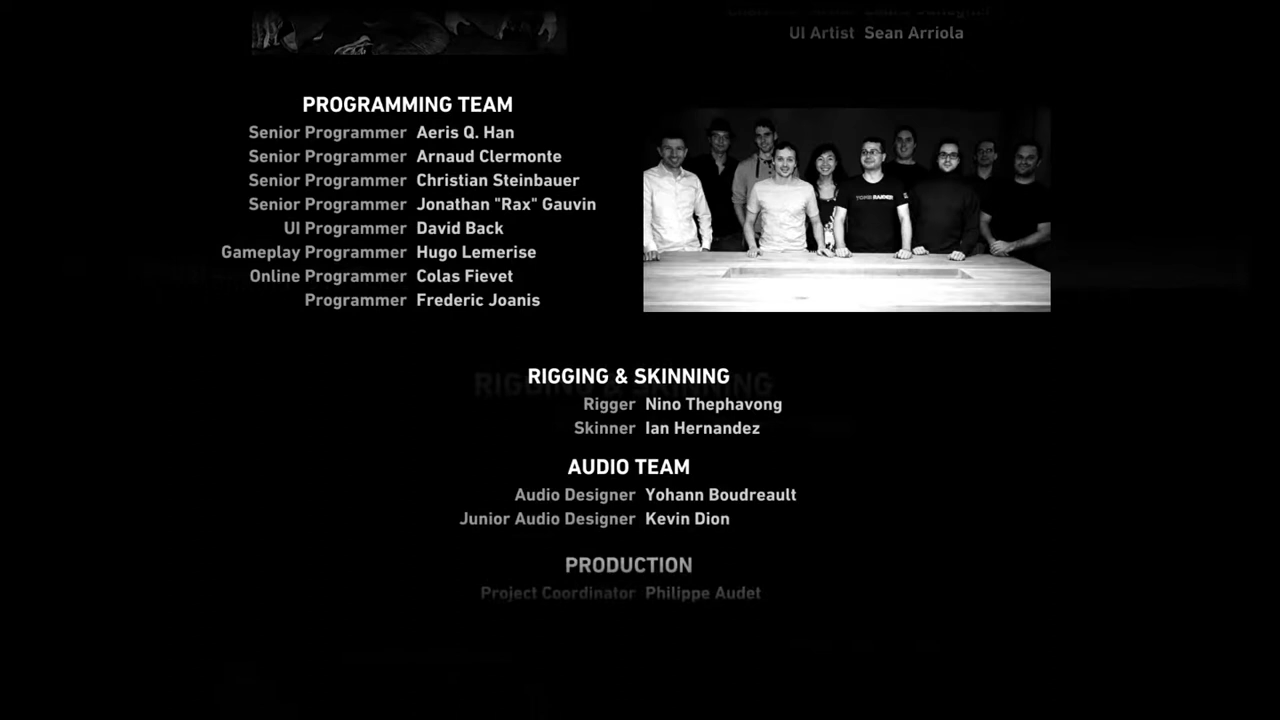 UI Artist Sean Arriola
PROGRAMMING TEAM
Senior Programmer Aeris Q. Han
Senior Programmer Arnaud Clermonte
Senior Programmer Christian Steinbauer
Senior Programmer Jonathan "Rax" Gauvin
UI Programmer David Back
Gameplay Programmer Hugo Lemerise
Online Programmer Colas Fievet
Programmer Frederic Joanis
TOMB RAIDER
RIGGING & SKINNING
Rigger Nino Thephavong
Skinner Ian Hernandez
AUDIO TEAM
Audio Designer Yohann Boudreault
Junior Audio Designer Kevin Dion
PRODUCTION
Project Coordinator Philippe Audet